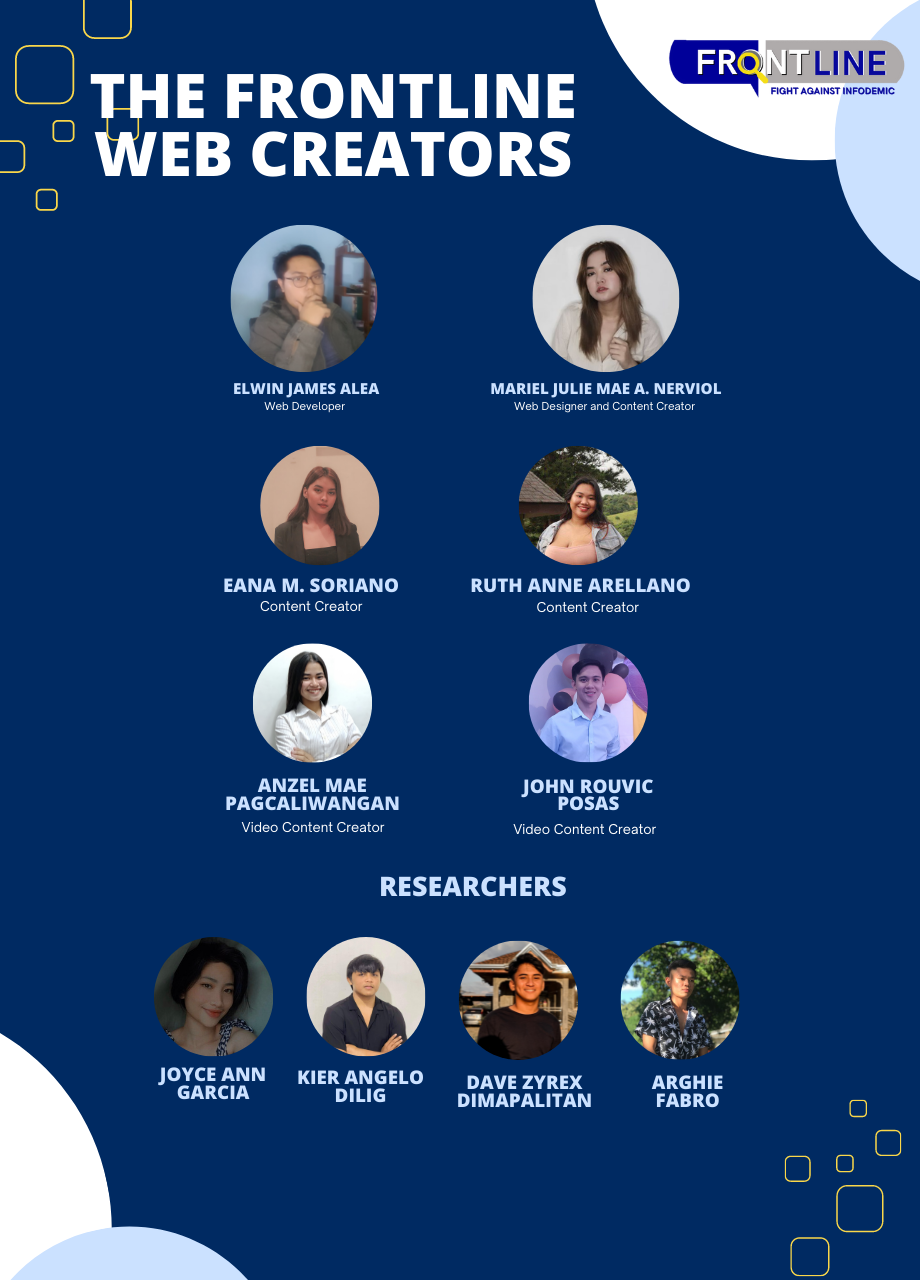 FRONTLINE
FIGHT AGAINST INFODEMIC
THE FRONTLINE
WEB CREATORS
ELWIN JAMES ALEA
Web Developer
MARIEL JULIE MAE A. NERVIOL
Web Designer and Content Creator
EANA M. SORIANO
Content Creator
RUTH ANNE ARELLANO
Content Creator
ANZEL MAE
PAGCALIWANGAN
Video Content Creator
JOHN ROUVIC
POSAS
Video Content Creator
RESEARCHERS
JOYCE ANN
GARCIA
KIER ANGELO
DILIG
DAVE ZYREX
DIMAPALITAN
ARGHIE
FABRO